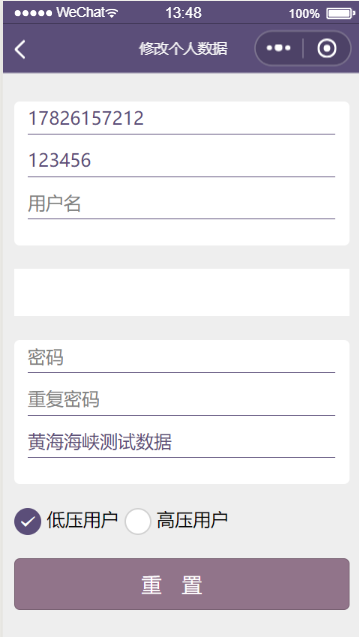 WeChat 13:48 100%
修改个人数据
17826157212
123456
用户名
密码
重复密码
黄海海峡测试数据
低压用户 高压用户
重 置